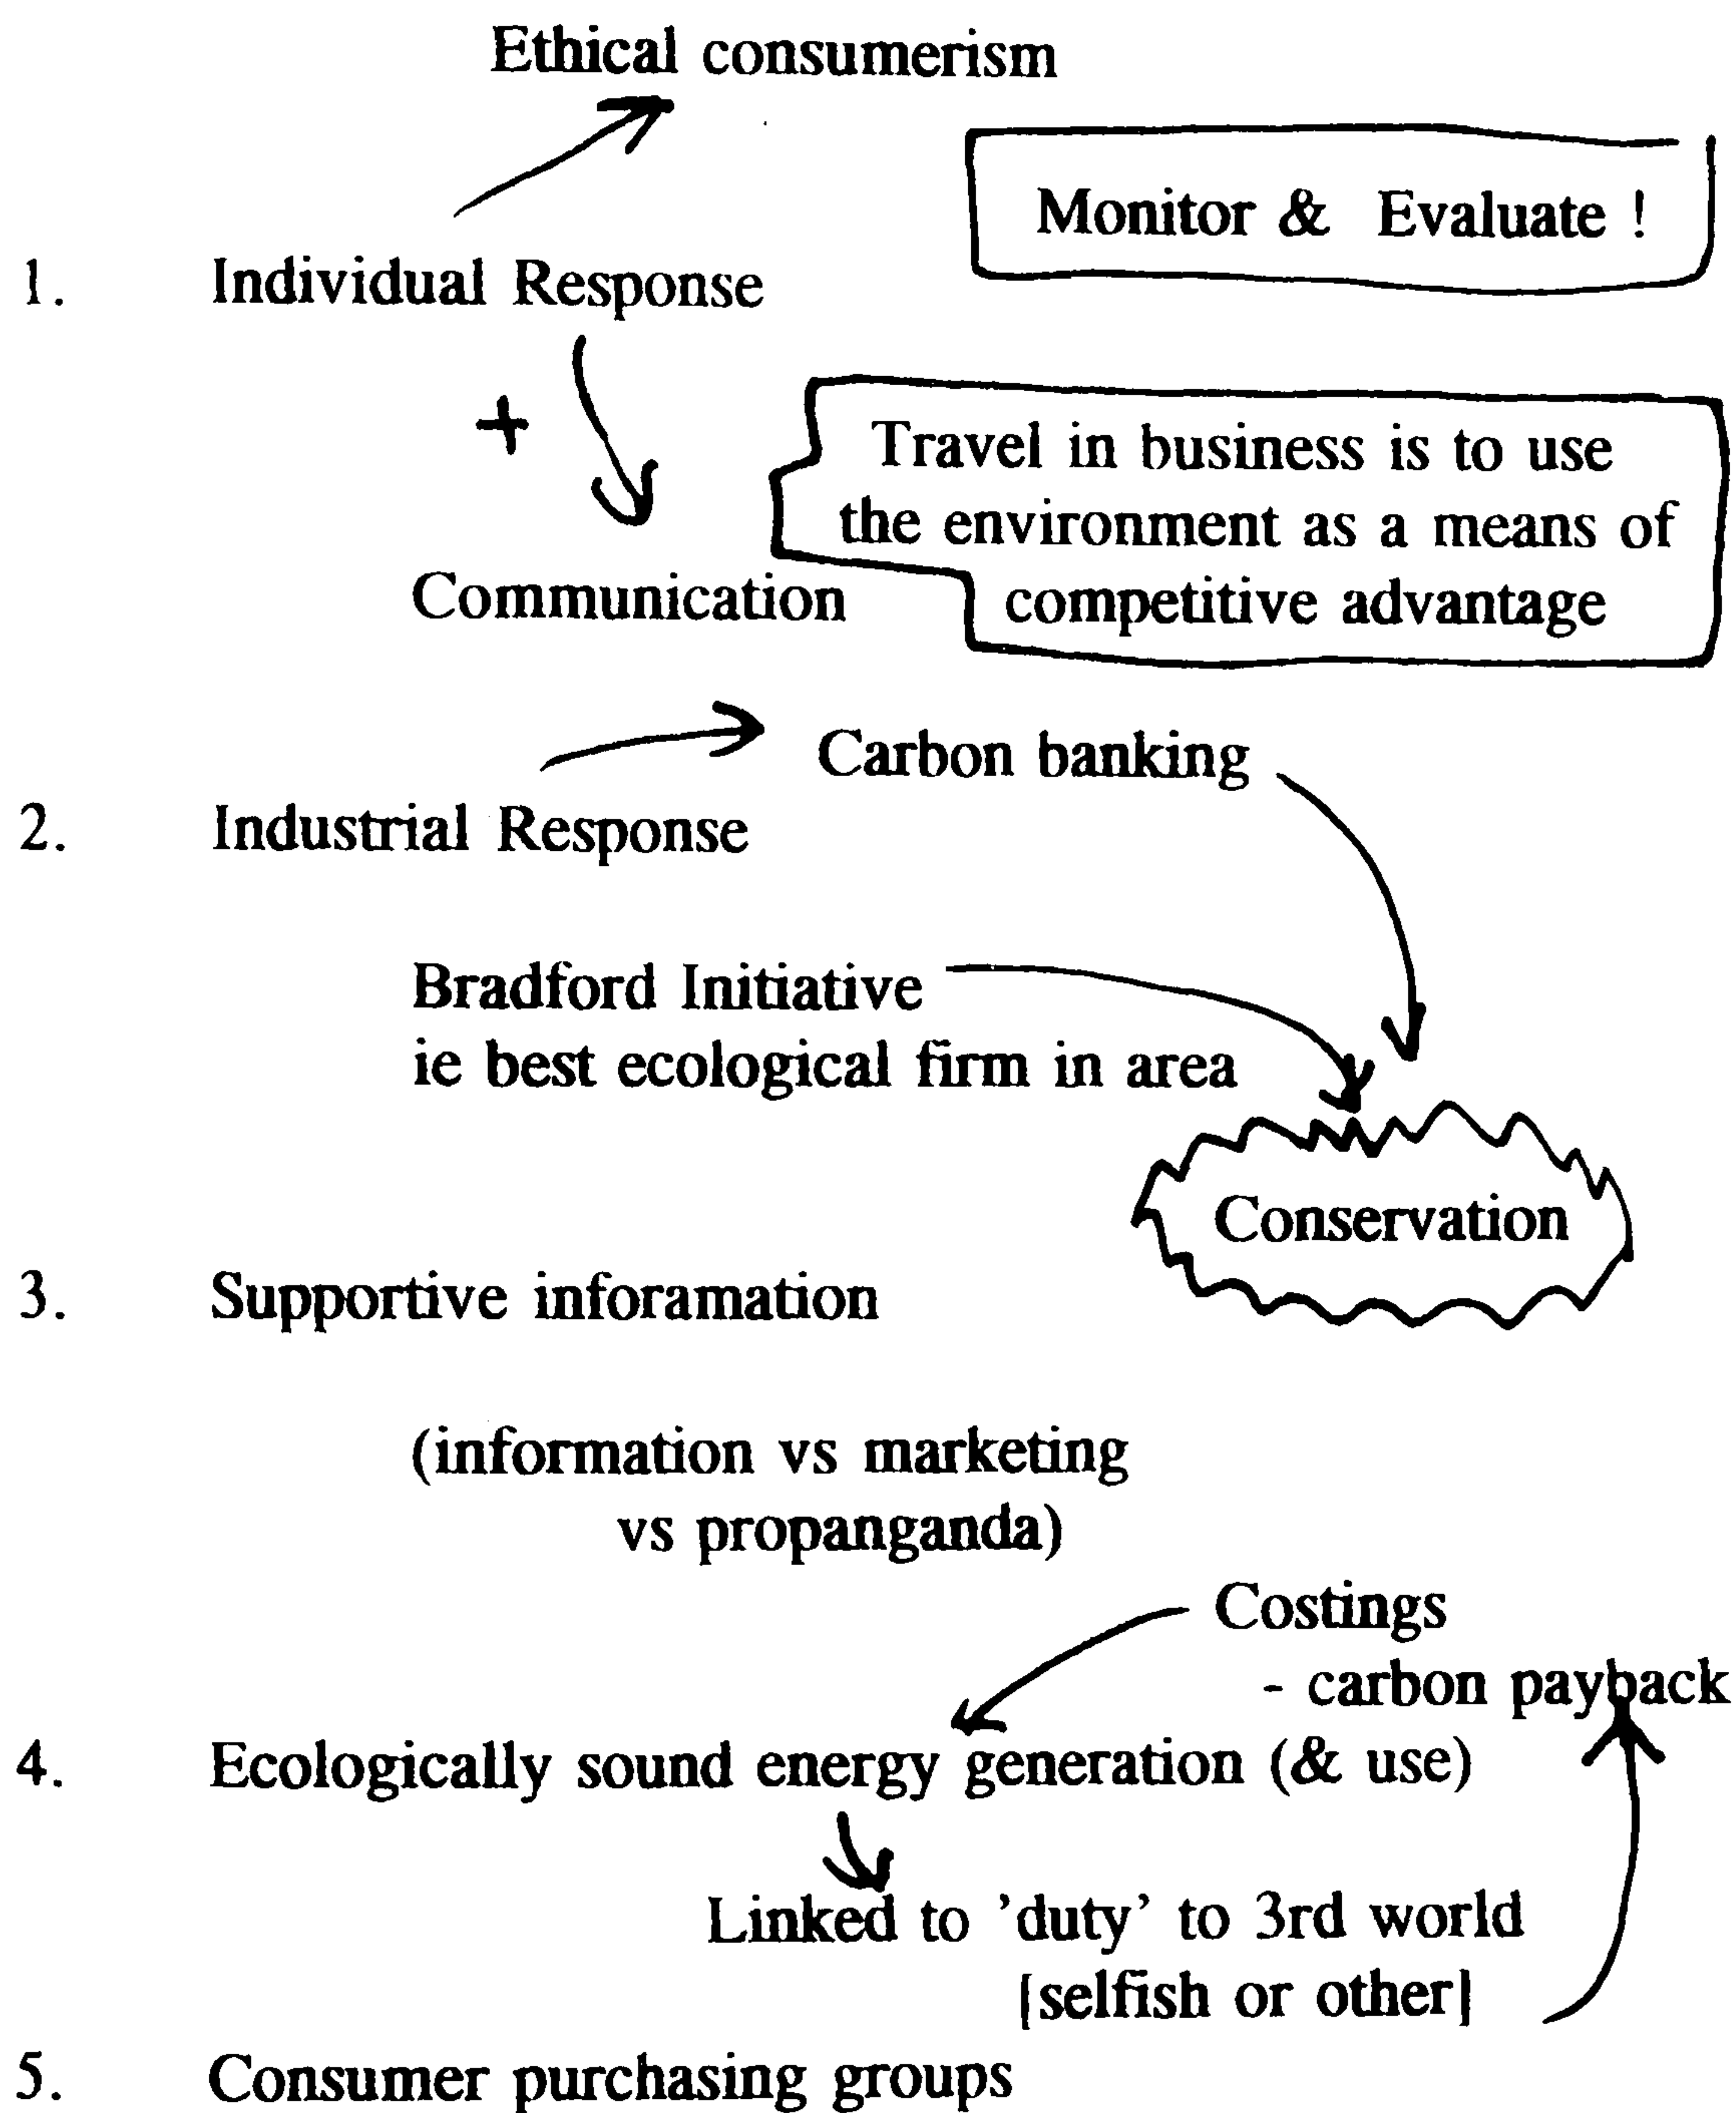 Ethical consumerism
Monitor & Evaluate !
1. Individual Response
+
Travel in business is to use
the environment as a means of
competitive advantage
Communication
Carbon banking
2. Industrial Response
Bradford Initiative
ie best ecological firm in area
Conservation
3. Supportive inforamation
(information vs marketing
vs propanganda)
Costings
- carbon payback
4. Ecologically sound energy generation (& use)
Linked to 'duty' to 3rd world
[selfish or other]
5. Consumer purchasing groups